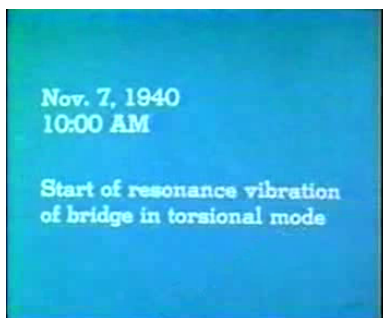 Nov. 7, 1940
10:00 AM
Start of resonance vibration
of bridge in torsional mode